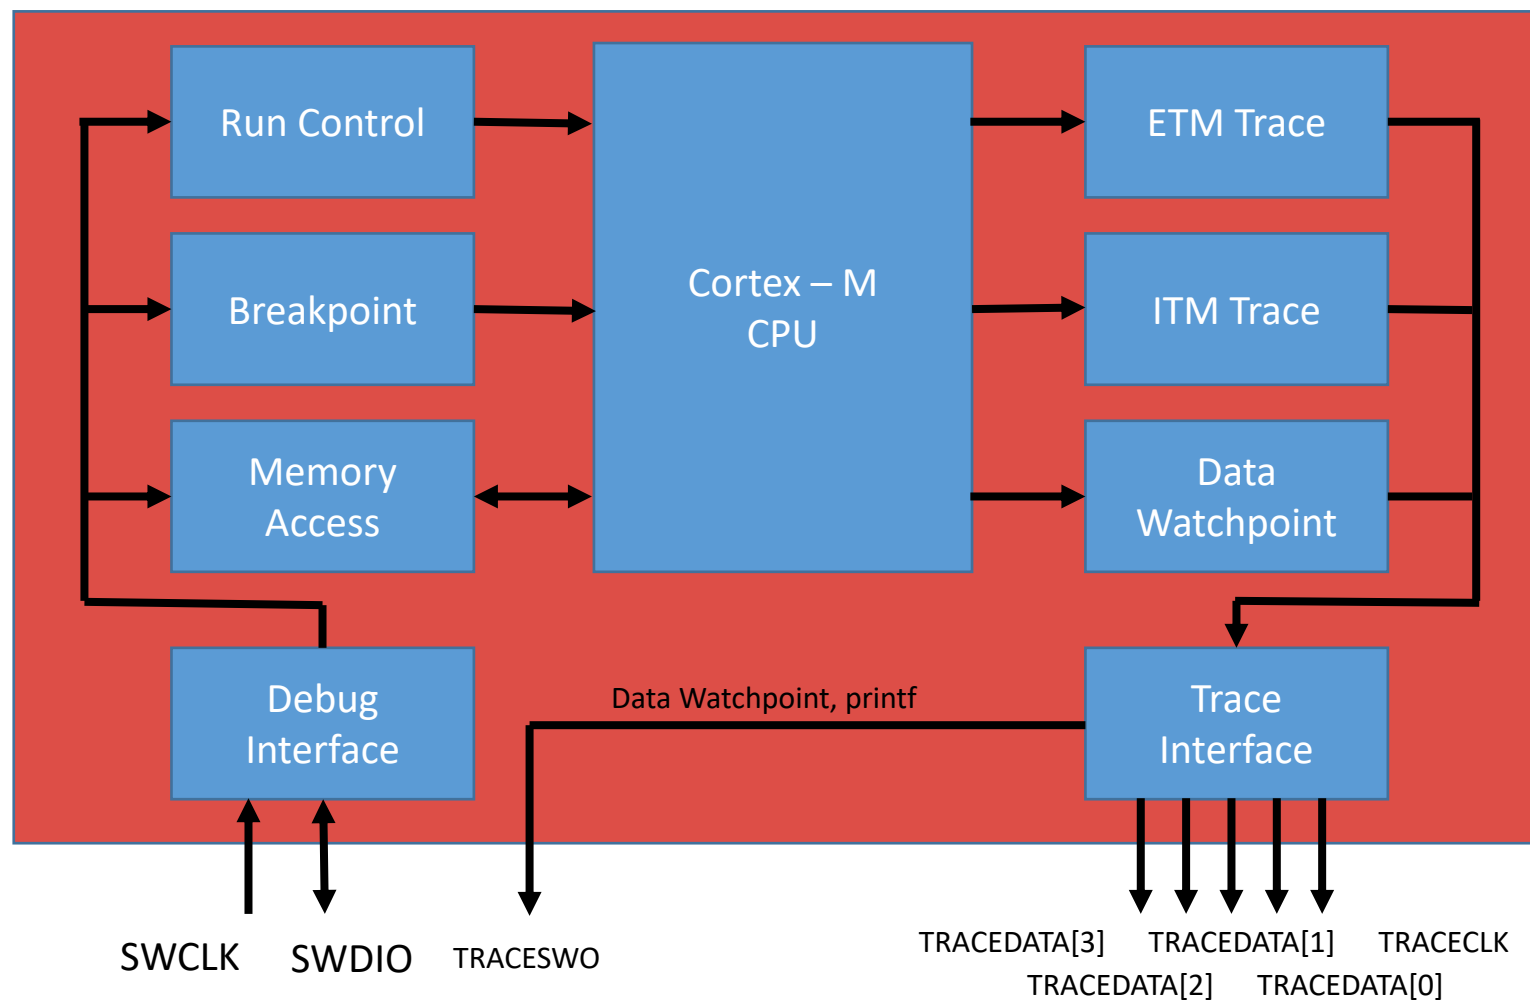 Run Control
ETM Trace
Cortex – M
CPU
Breakpoint
ITM Trace
Memory
Access
Data
Watchpoint
Debug
Interface
Data Watchpoint, printf
Trace
Interface
SWCLK
SWDIO
TRACESWO
TRACEDATA[3]
TRACEDATA[1]
TRACECLK
TRACEDATA[2]
TRACEDATA[0]